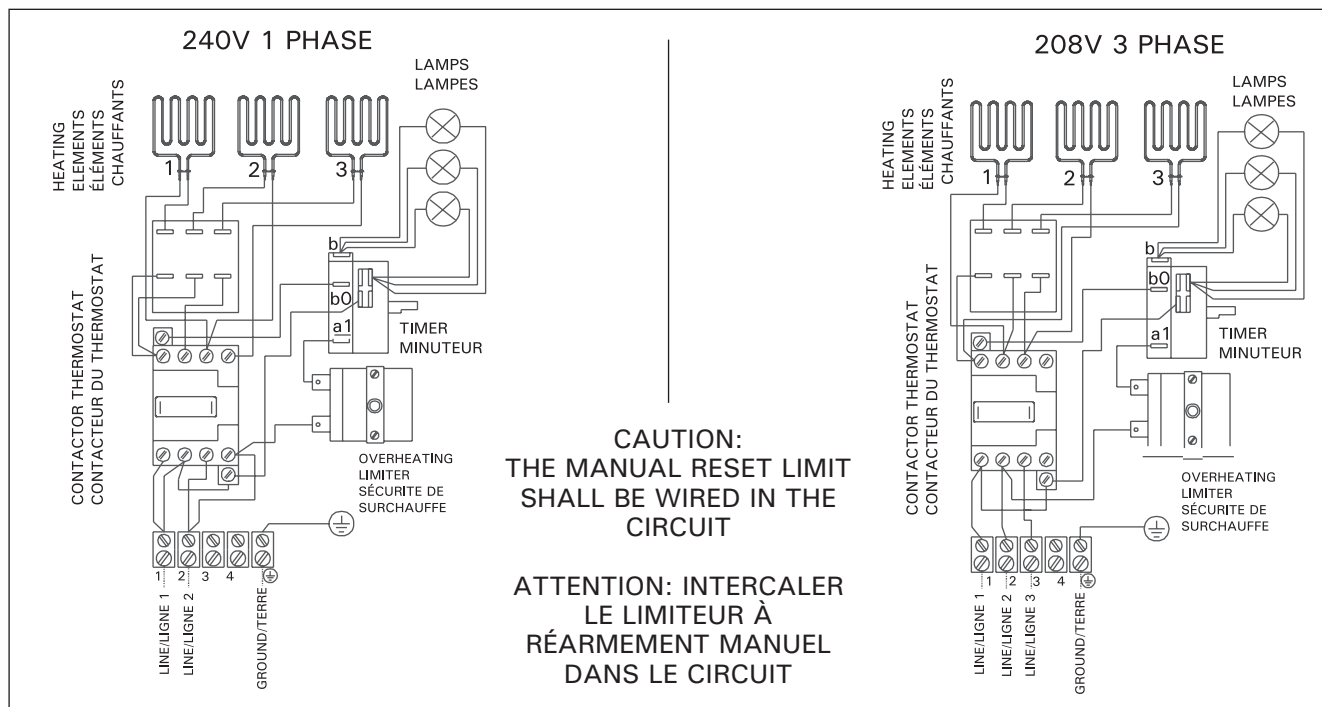 240V 1 PHASE
LAMPS
LAMPES
HEATING
ELEMENTS
ÉLÉMENTS
CHAUFFANTS
1
2
3
b
b0
a1
TIMER
MINUTEUR
CONTACTOR THERMOSTAT
CONTACTEUR DU THERMOSTAT
OVERHEATING
LIMITER
SÉCURITE DE
SURCHAUFFE
1
2
3
4
LINE/LIGNE 1
LINE/LIGNE 2
GROUND/TERRE
CAUTION:
THE MANUAL RESET LIMIT
SHALL BE WIRED IN THE
CIRCUIT
ATTENTION: INTERCALER
LE LIMITEUR À
RÉARMEMENT MANUEL
DANS LE CIRCUIT
208V 3 PHASE
LAMPS
LAMPES
HEATING
ELEMENTS
ÉLÉMENTS
CHAUFFANTS
1
2
3
b
b0
a1
TIMER
MINUTEUR
CONTACTOR THERMOSTAT
CONTACTEUR DU THERMOSTAT
OVERHEATING
LIMITER
SÉCURITE DE
SURCHAUFFE
1
2
3
4
LINE/LIGNE 1
LINE/LIGNE 2
LINE/LIGNE 3
GROUND/TERRE